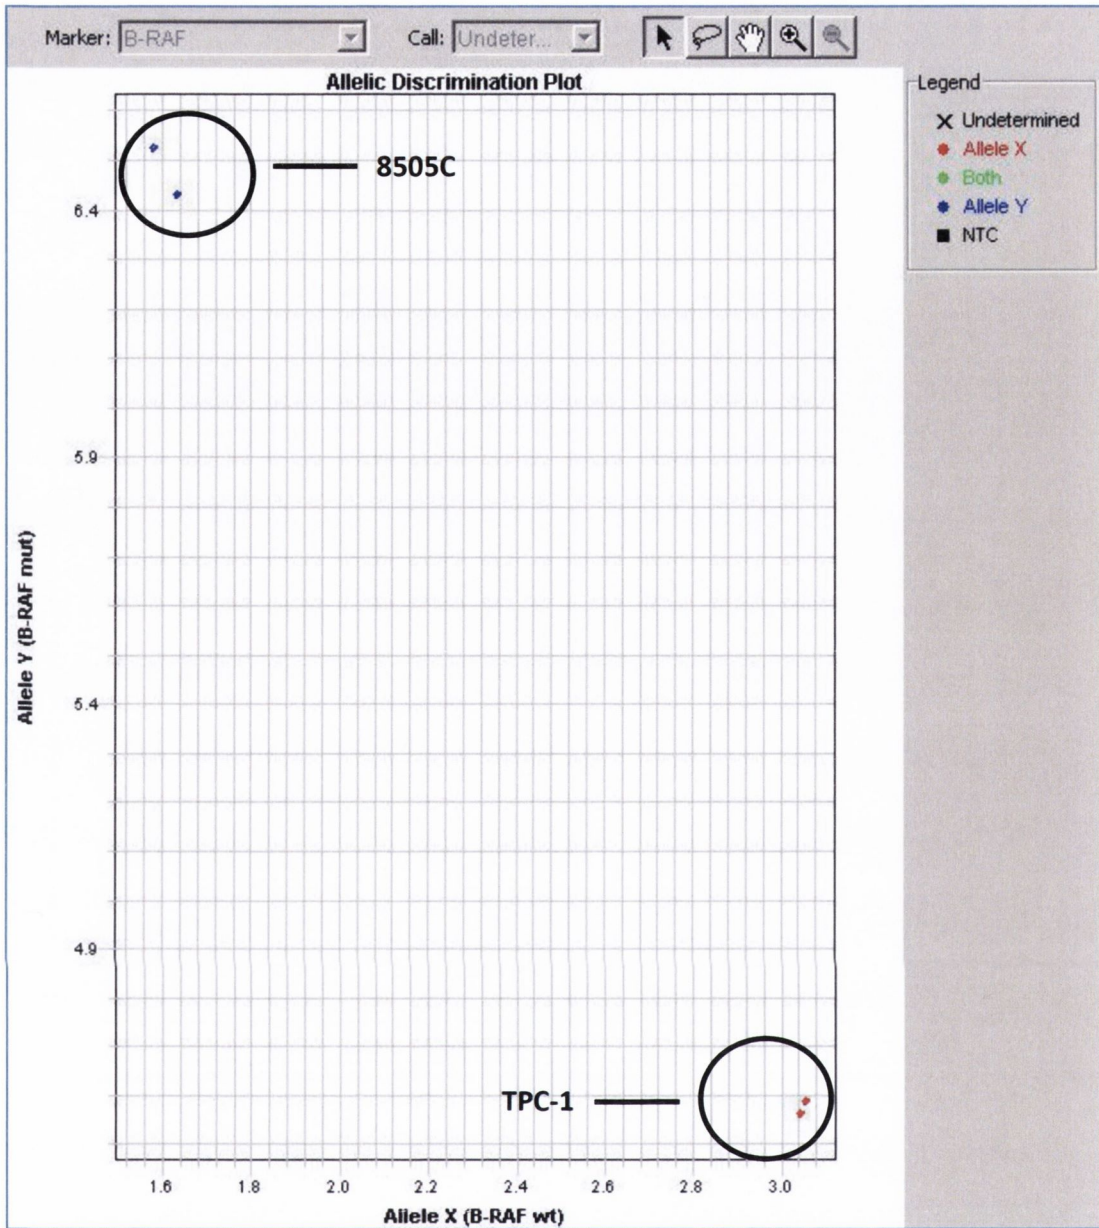 Marker: B-RAF Call: Undeter...
Allelic Discrimination Plot
Legend
Undetermined
Allele X
Both
Allele Y
NTC
8505C
TPC-1
6.4
5.9
5.4
4.9
Allele Y (B-RAF mut)
1.6 1.8 2.0 2.2 2.4 2.6 2.8 3.0
Allele X (B-RAF wt)